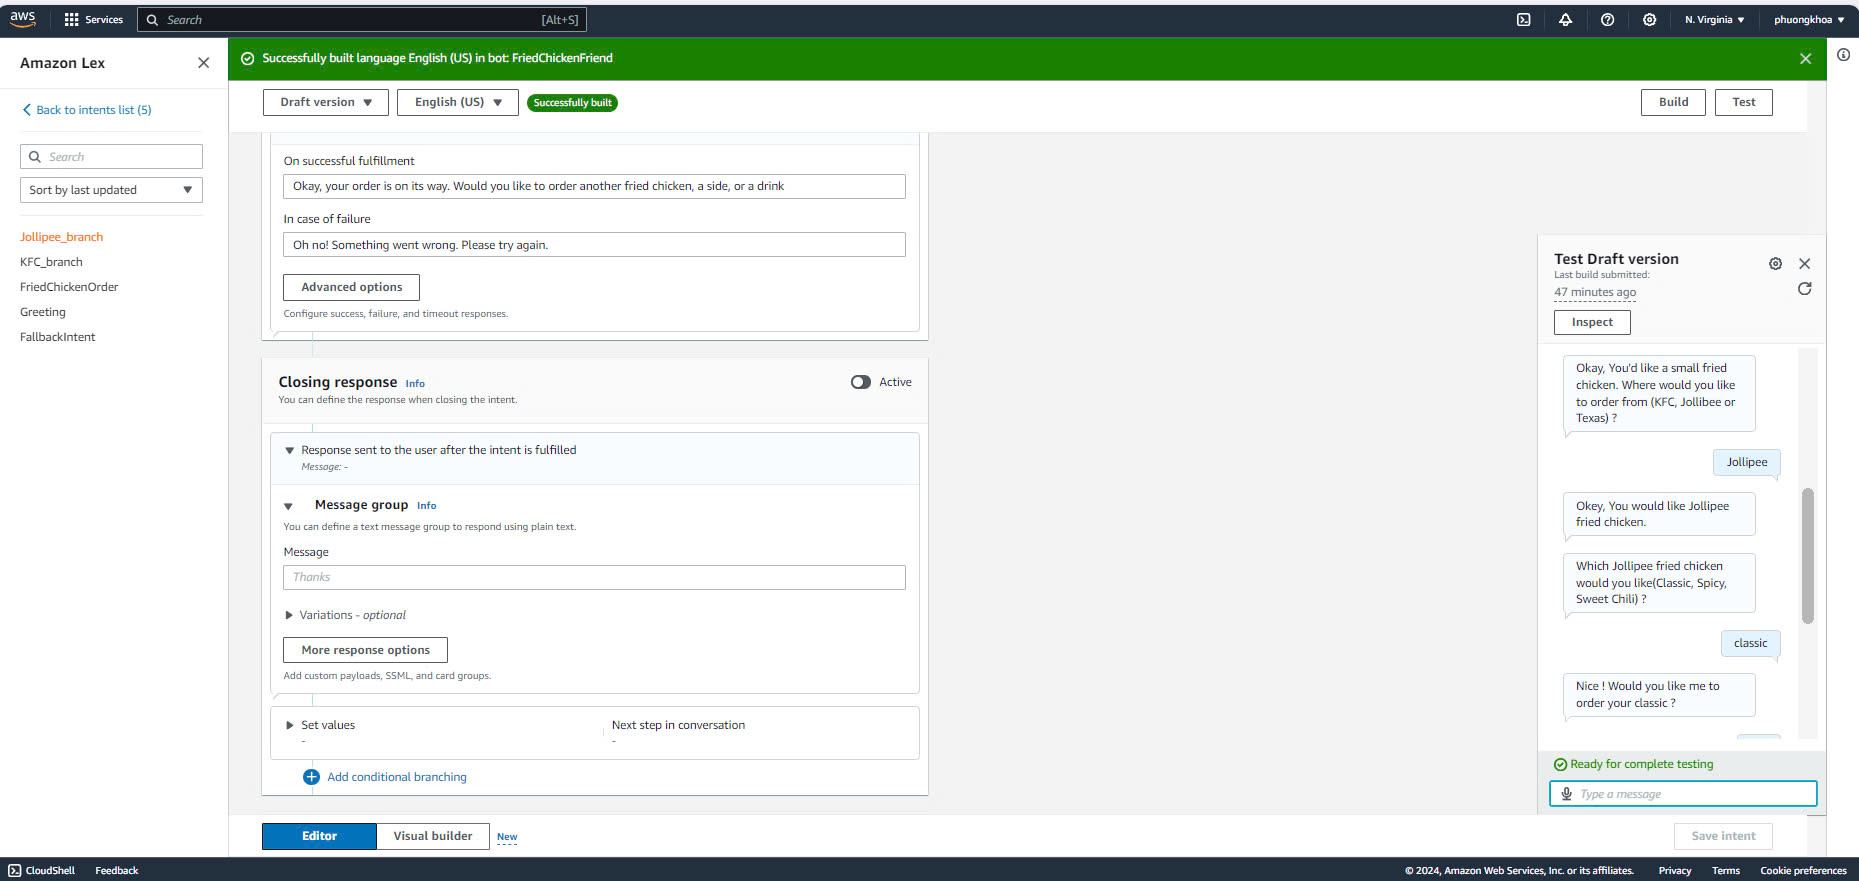 aws
Services
Search
[Alt+S]
N. Virginia
phuongkhoa
Amazon Lex
Successfully built language English (US) in bot: FriedChickenFriend
Back to intents list (5)
Draft version
English (US)
Successfully built
Build
Test
Search
Sort by last updated
Jollipee_branch
KFC_branch
FriedChickenOrder
Greeting
FallbackIntent
On successful fulfillment
Okay, your order is on its way. Would you like to order another fried chicken, a side, or a drink
In case of failure
Oh no! Something went wrong. Please try again.
Advanced options
Configure success, failure, and timeout responses.
Closing response Info
Active
You can define the response when closing the intent.
Response sent to the user after the intent is fulfilled
Message: -
Message group Info
You can define a text message group to respond using plain text.
Message
Thanks
Variations - optional
More response options
Add custom payloads, SSML, and card groups.
Set values
-
Next step in conversation
-
Add conditional branching
Test Draft version
Last build submitted:
47 minutes ago
Inspect
Okay, You'd like a small fried
chicken. Where would you like
to order from (KFC, Jollibee or
Texas) ?
Jollipee
Okey, You would like Jollipee
fried chicken.
Which Jollipee fried chicken
would you like(Classic, Spicy,
Sweet Chili) ?
classic
Nice ! Would you like me to
order your classic ?
Ready for complete testing
Type a message
Editor
Visual builder
New
Save intent
CloudShell
Feedback
© 2024, Amazon Web Services, Inc. or its affiliates.
Privacy
Terms
Cookie preferences